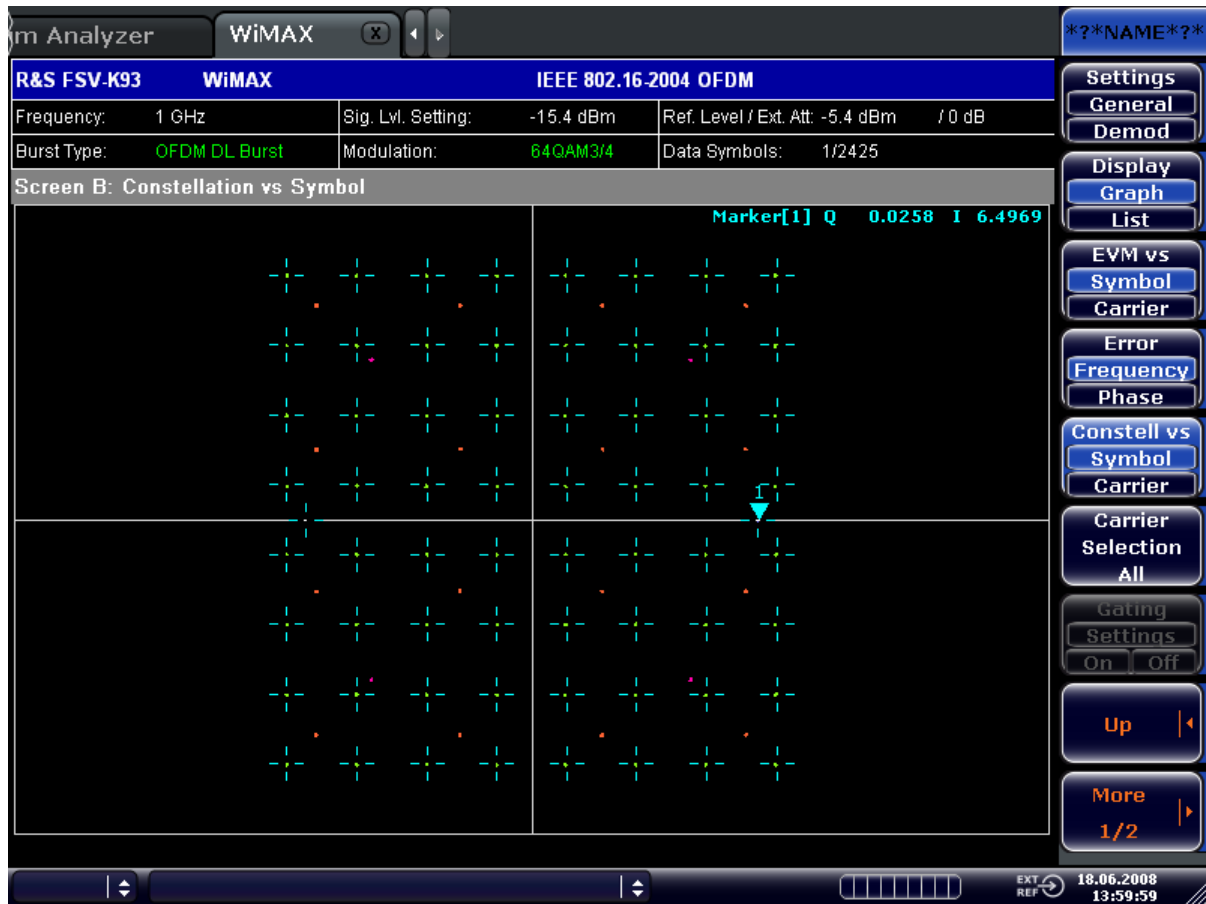 m Analyzer
WiMAX
X
*?*NAME*?*
R&S FSV-K93 WiMAX IEEE 802.16-2004 OFDM
Frequency: 1 GHz Sig. Lvl. Setting: -15.4 dBm Ref. Level / Ext. Att: -5.4 dBm / 0 dB
Burst Type: OFDM DL Burst Modulation: 64QAM3/4 Data Symbols: 1/2425
Screen B: Constellation vs Symbol
Marker[1] Q 0.0258 I 6.4969
1
Settings
General
Demod
Display
Graph
List
EVM vs
Symbol
Carrier
Error
Frequency
Phase
Constell vs
Symbol
Carrier
Carrier
Selection
All
Gating
Settings
On Off
Up
More
1/2
EXT
REF
18.06.2008
13:59:59